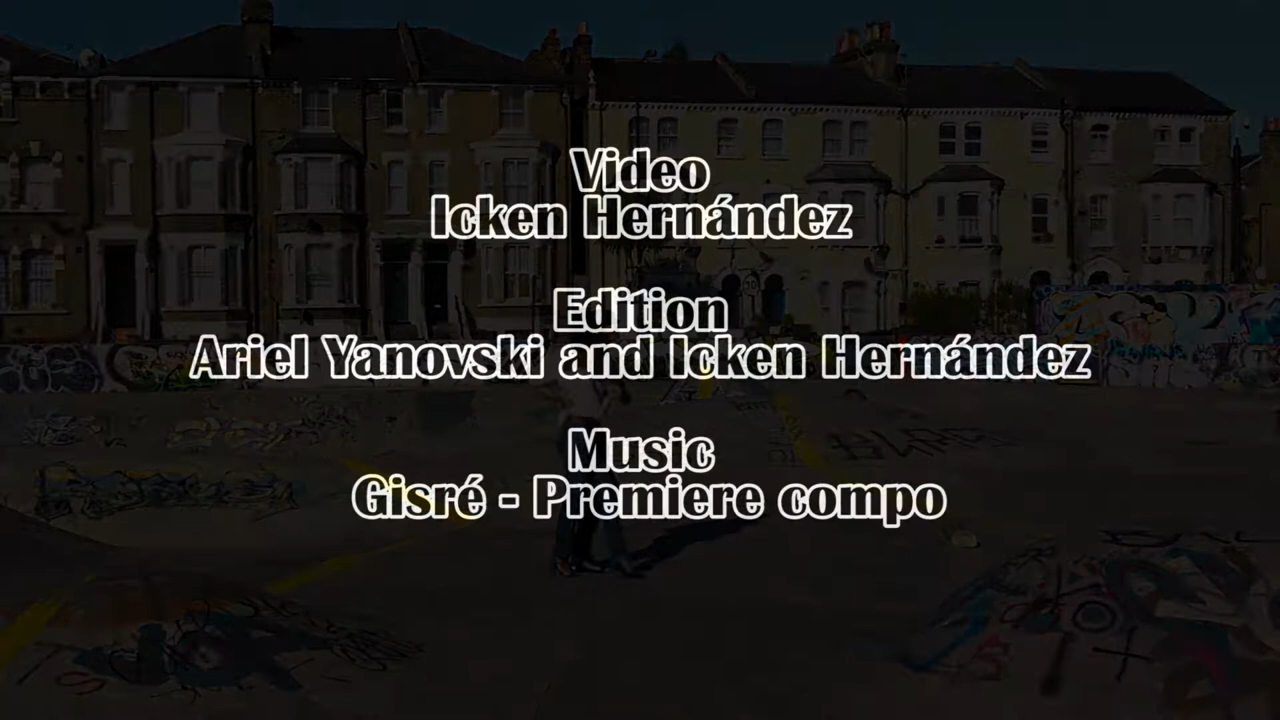 Video
Icken Hernández
Edition
Ariel Yanovski and Icken Hernández
Music
Gisré - Premiere compo